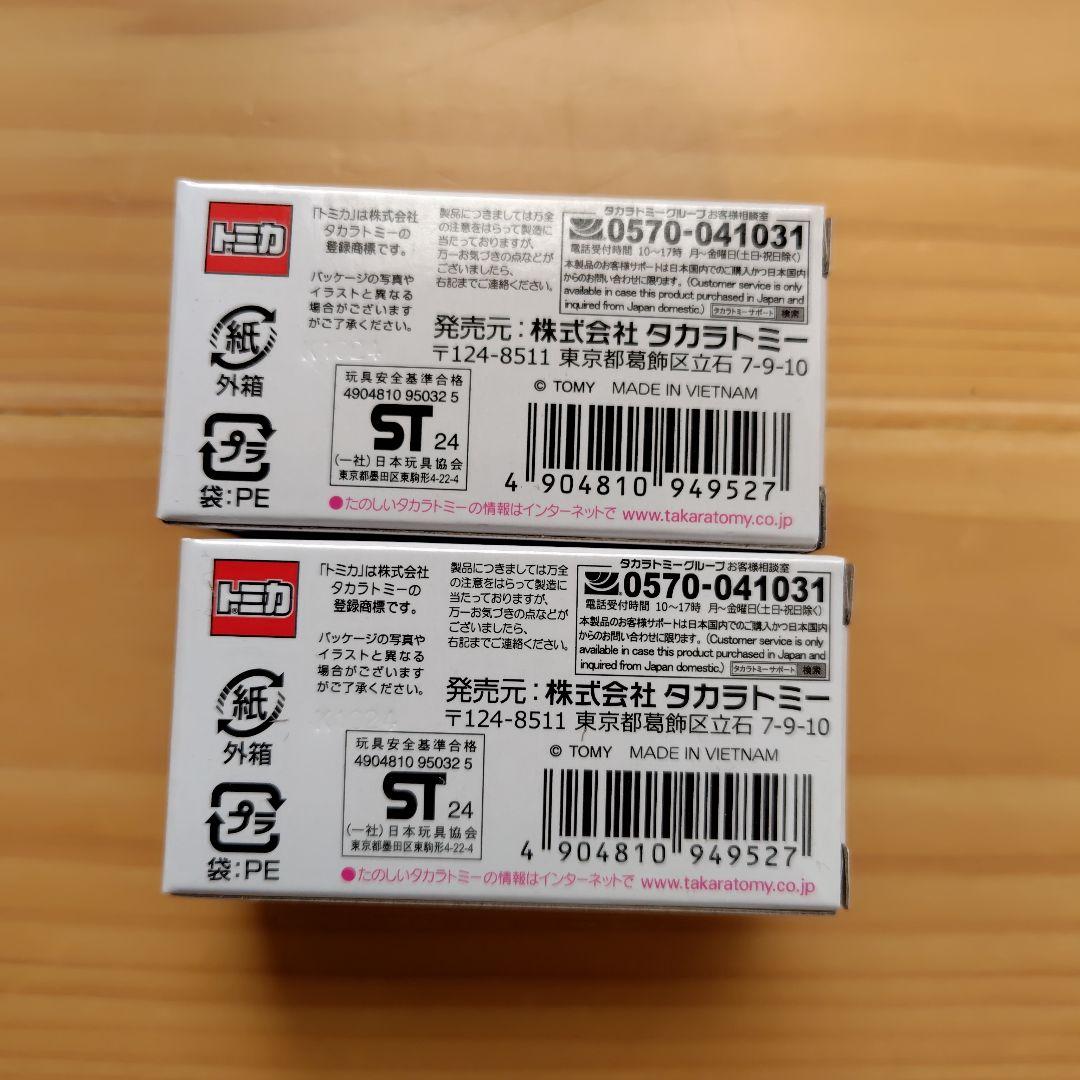 トミカ
「トミカ」は株式会社
タカラトミーの
登録商標です。
パッケージの写真や
イラストと異なる
場合がございます
がご了承ください。
製品につきましては万全
の注意をはらって製造に
当たっておりますが、
万一お気づきの点などが
ございましたら、
右記までご連絡ください。
タカラトミーグループ お客様相談室
0570-041031
電話受付時間 10〜17時 月〜金曜日(土日・祝日除く)
本製品のお客様サポートは日本国内でのご購入かつ日本国内
からのお問い合わせに限ります。(Customer service is only
available in case this product purchased in Japan and
inquired from Japan domestic.) タカラトミーサポート 検索
発売元:株式会社 タカラトミー
〒124-8511 東京都葛飾区立石 7-9-10
© TOMY MADE IN VIETNAM
紙
外箱
プラ
袋:PE
玩具安全基準合格
4904810 95032 5
ST 24
(一社)日本玩具協会
東京都墨田区東駒形4-22-4
4 904810 949527
●たのしいタカラトミーの情報はインターネットで www.takaratomy.co.jp
トミカ
「トミカ」は株式会社
タカラトミーの
登録商標です。
パッケージの写真や
イラストと異なる
場合がございます
がご了承ください。
製品につきましては万全
の注意をはらって製造に
当たっておりますが、
万一お気づきの点などが
ございましたら、
右記までご連絡ください。
タカラトミーグループ お客様相談室
0570-041031
電話受付時間 10〜17時 月〜金曜日(土日・祝日除く)
本製品のお客様サポートは日本国内でのご購入かつ日本国内
からのお問い合わせに限ります。(Customer service is only
available in case this product purchased in Japan and
inquired from Japan domestic.) タカラトミーサポート 検索
発売元:株式会社 タカラトミー
〒124-8511 東京都葛飾区立石 7-9-10
© TOMY MADE IN VIETNAM
紙
外箱
プラ
袋:PE
玩具安全基準合格
4904810 95032 5
ST 24
(一社)日本玩具協会
東京都墨田区東駒形4-22-4
4 904810 949527
●たのしいタカラトミーの情報はインターネットで www.takaratomy.co.jp